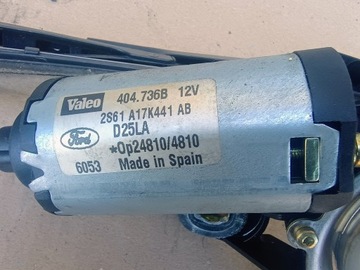 Valeo 404.736B 12V
2S61 A17K441 AB
Ford D25LA
*Op24810/4810
6053 Made in Spain